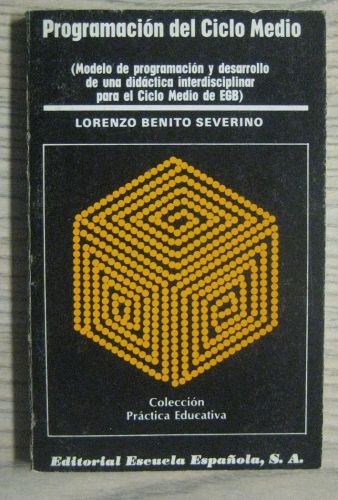 Programación del Ciclo Medio
(Modelo de programación y desarrollo
de una didáctica interdisciplinar
para el Ciclo Medio de EGB)
LORENZO BENITO SEVERINO
Colección
Práctica Educativa
Editorial Escuela Española, S. A.